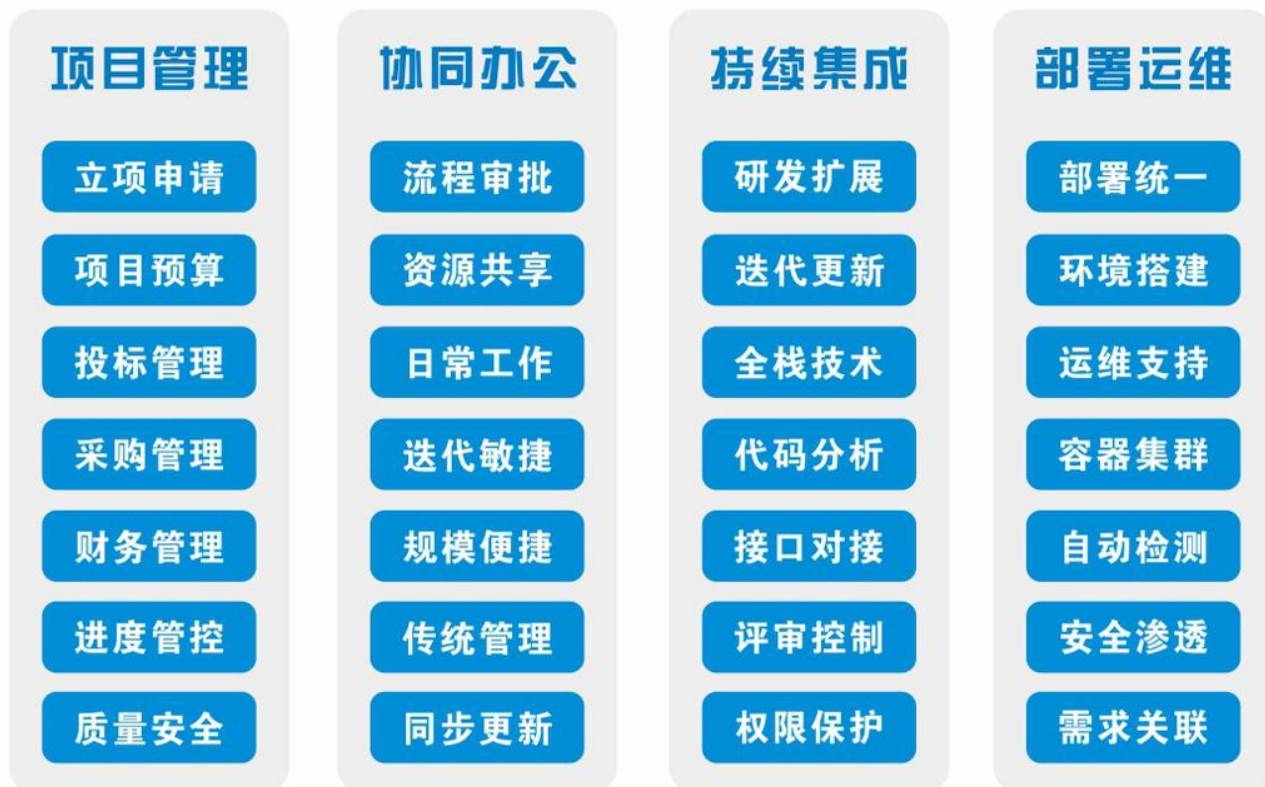 项目管理
立项申请
项目预算
投标管理
采购管理
财务管理
进度管控
质量安全
协同办公
流程审批
资源共享
日常工作
迭代敏捷
规模便捷
传统管理
同步更新
持续集成
研发扩展
迭代更新
全栈技术
代码分析
接口对接
评审控制
权限保护
部署运维
部署统一
环境搭建
运维支持
容器集群
自动检测
安全渗透
需求关联